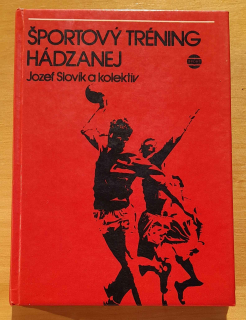 ŠPORTOVÝ TRÉNING
HÁDZANEJ
Jozef Slovík a kolektív